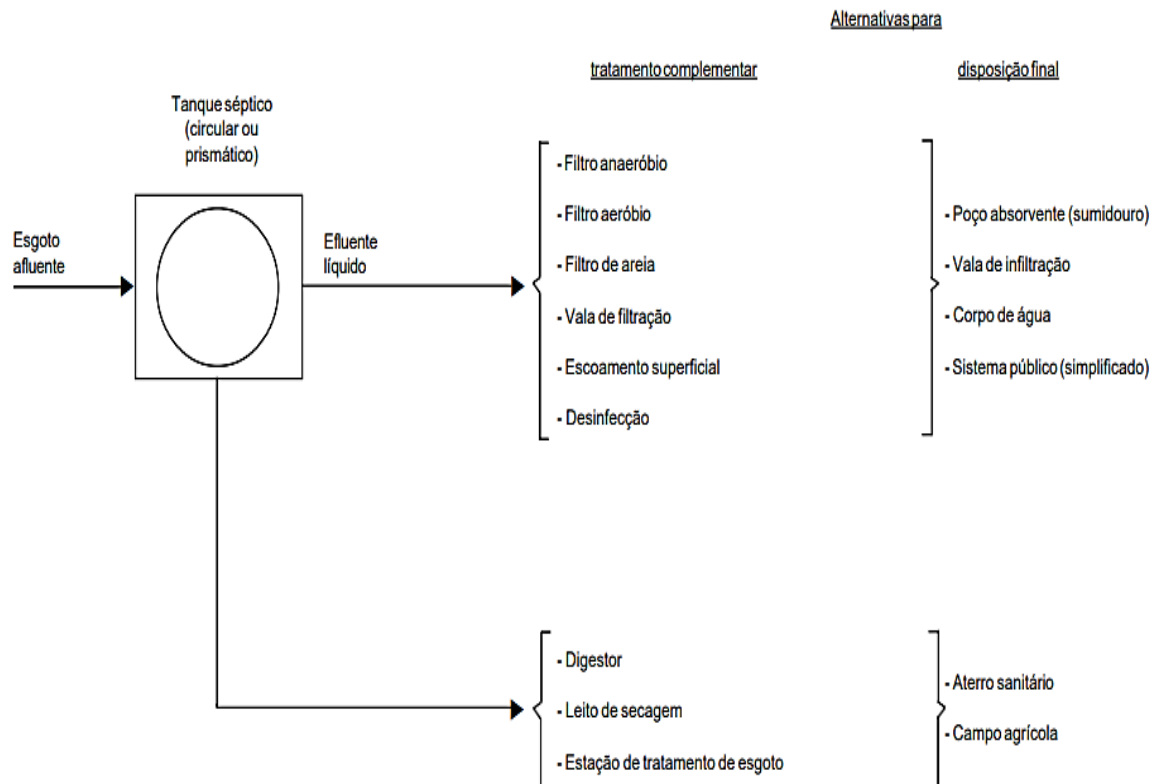 Alternativas para
tratamento complementar
disposição final
Tanque séptico
(circular ou
prismático)
Esgoto
afluente
Efluente
líquido
- Filtro anaeróbio
- Filtro aeróbio
- Filtro de areia
- Vala de filtração
- Escoamento superficial
- Desinfecção
- Poço absorvente (sumidouro)
- Vala de infiltração
- Corpo de água
- Sistema público (simplificado)
- Digestor
- Leito de secagem
- Estação de tratamento de esgoto
- Aterro sanitário
- Campo agrícola